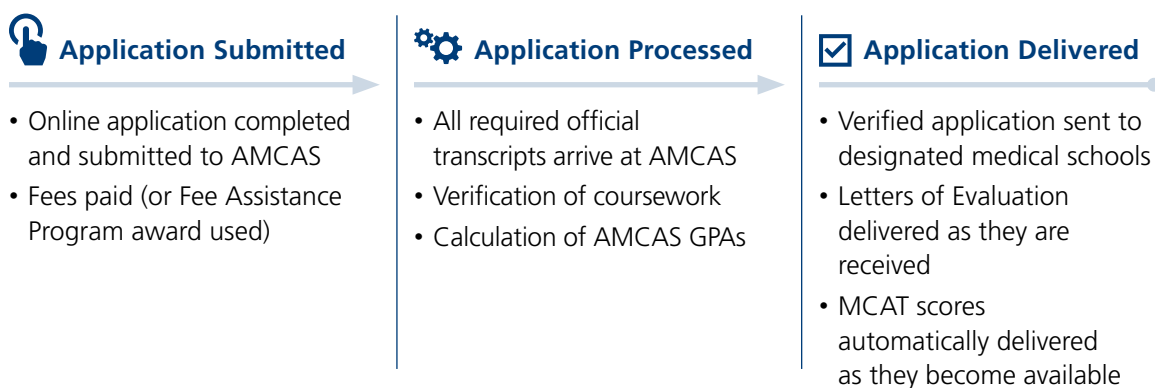 Application Submitted
• Online application completed
and submitted to AMCAS
• Fees paid (or Fee Assistance
Program award used)
Application Processed
• All required official
transcripts arrive at AMCAS
• Verification of coursework
• Calculation of AMCAS GPAs
Application Delivered
• Verified application sent to
designated medical schools
• Letters of Evaluation
delivered as they are
received
• MCAT scores
automatically delivered
as they become available